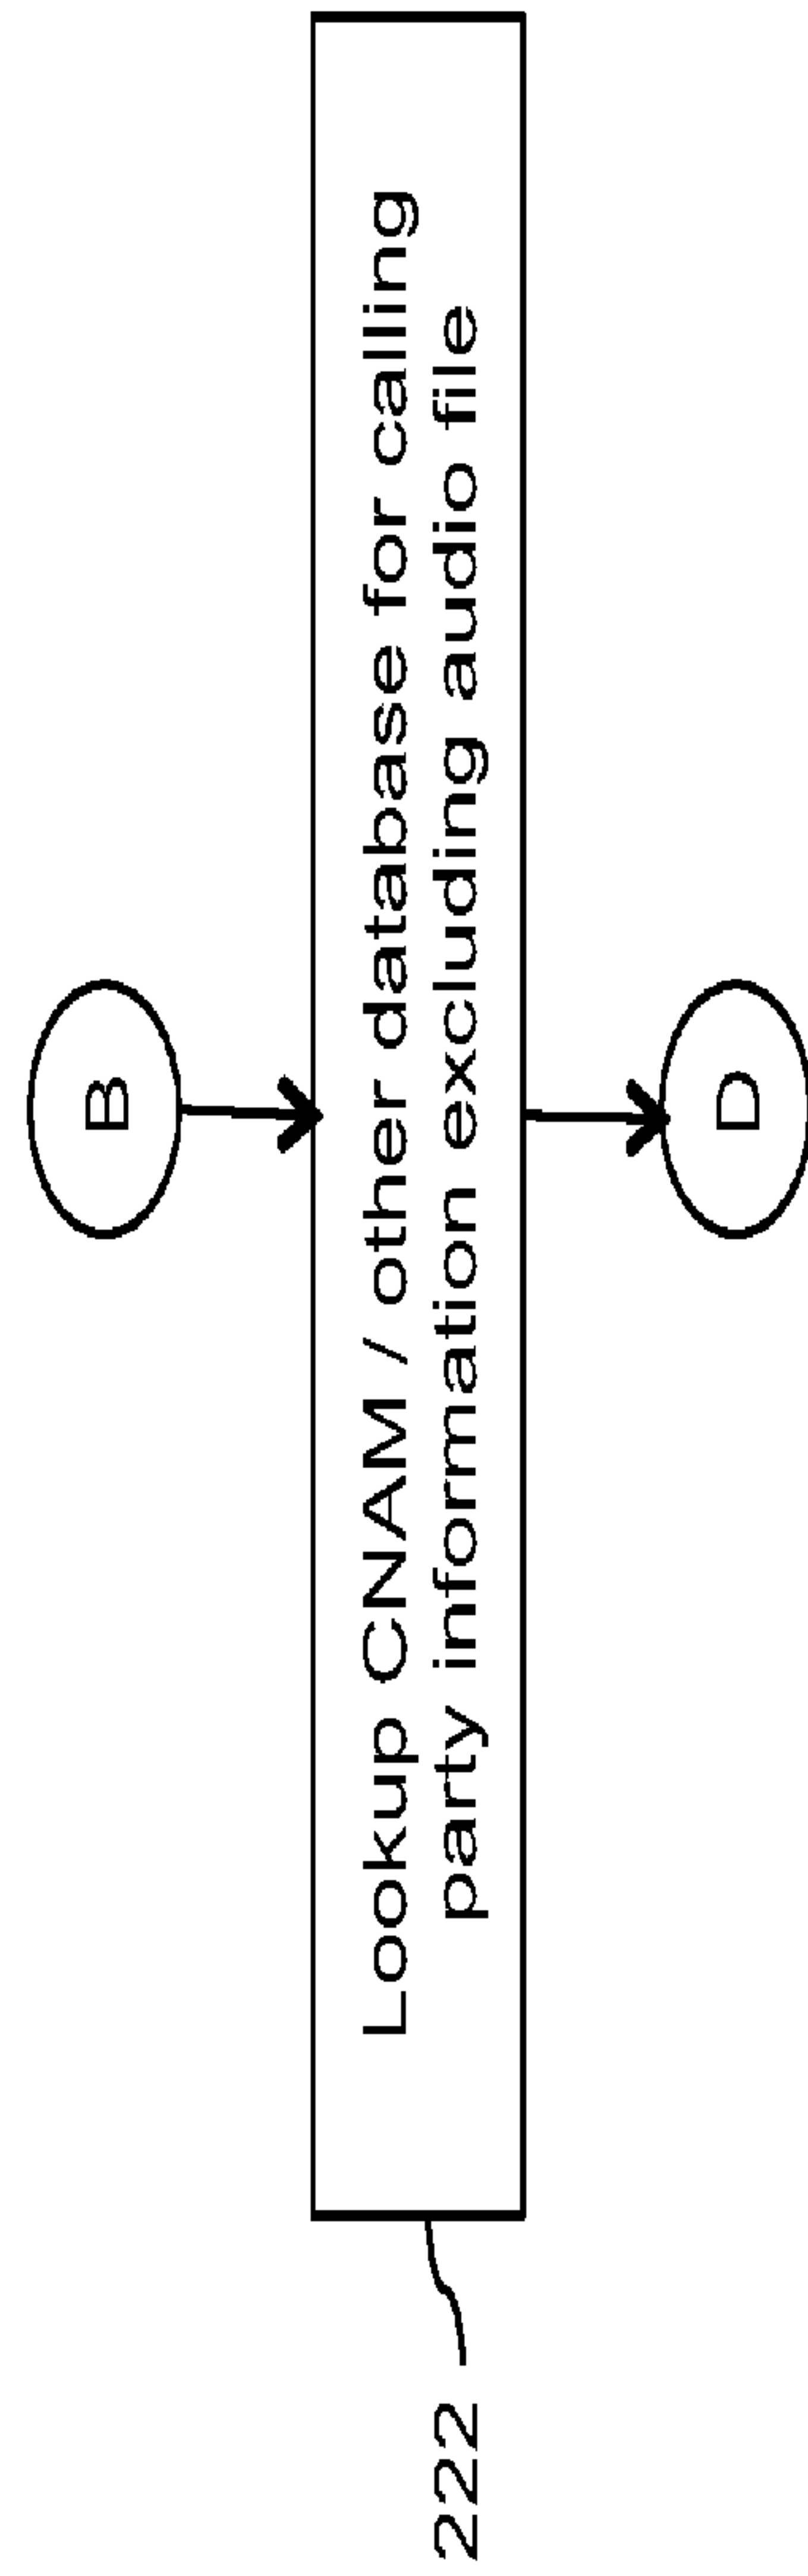 B
Lookup CNAM / other database for calling
party information excluding audio file
D
222